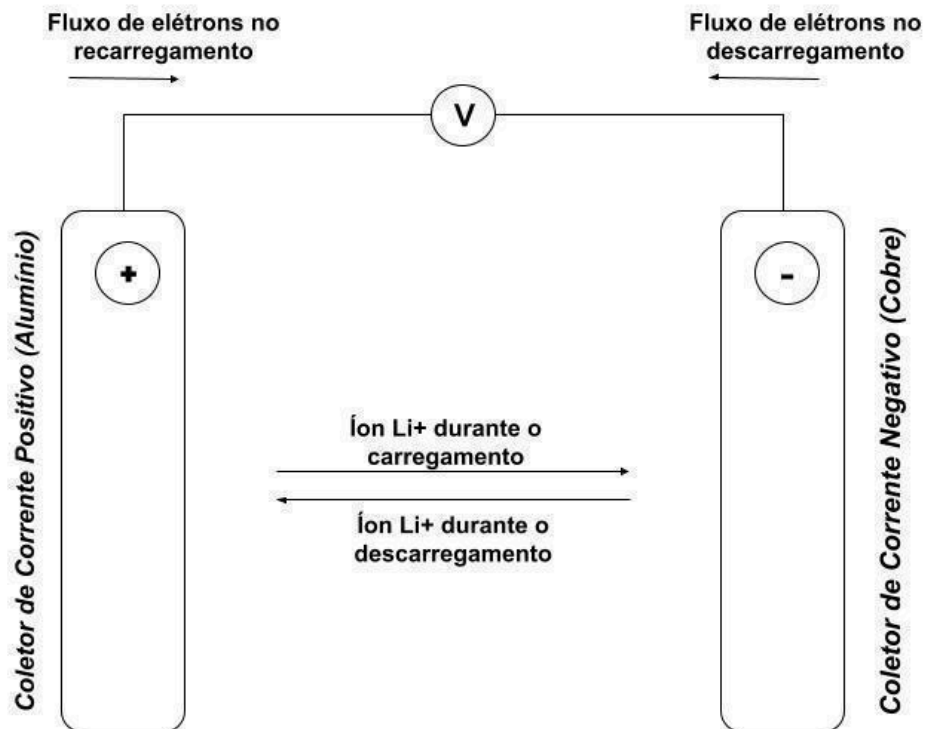 Fluxo de elétrons no
recarregamento
Fluxo de elétrons no
descarregamento
V
Coletor de Corrente Positivo (Alumínio)
+
-
Coletor de Corrente Negativo (Cobre)
Íon Li+ durante o
carregamento
Íon Li+ durante o
descarregamento